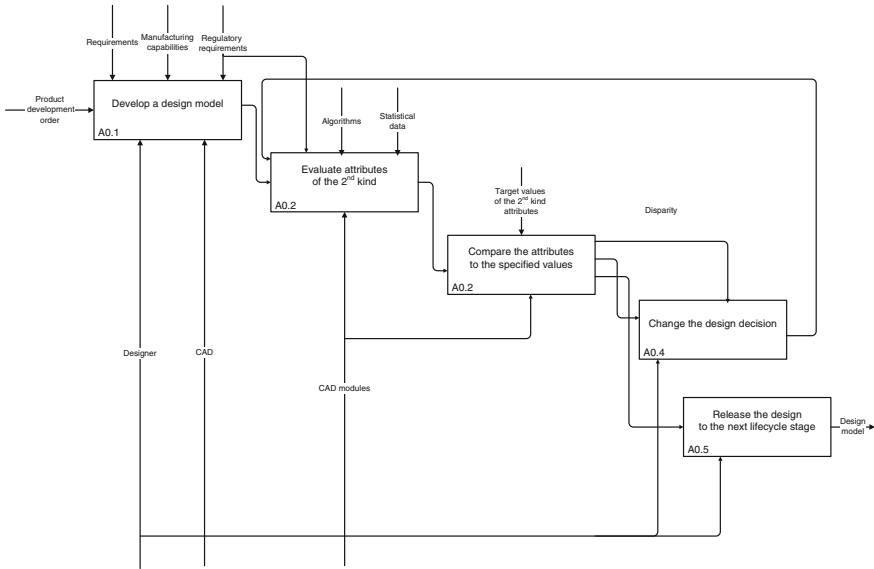 Requirements
Manufacturing
capabilities
Regulatory
requirements
Product
development
order
Develop a design model
A0.1
Algorithms
Statistical
data
Evaluate attributes
of the 2nd kind
A0.2
Target values
of the 2nd kind
attributes
Disparity
Compare the attributes
to the specified values
A0.2
Change the design decision
A0.4
Designer
CAD
CAD modules
Release the design
to the next lifecycle stage
A0.5
Design
model